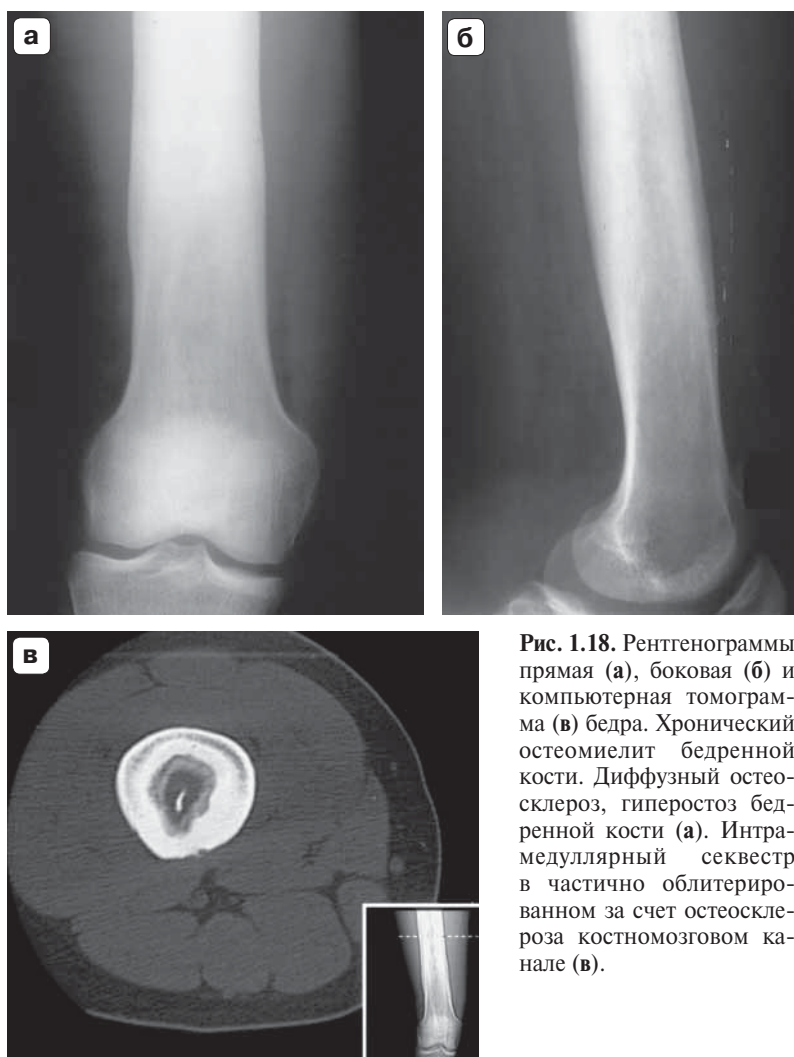 а
б
в
Рис. 1.18. Рентгенограммы
прямая (а), боковая (б) и
компьютерная томограм-
ма (в) бедра. Хронический
остеомиелит бедренной
кости. Диффузный остео-
склероз, гиперостоз бед-
ренной кости (а). Интра-
медуллярный секвестр
в частично облитериро-
ванном за счет остеоскле-
роза костномозговом ка-
нале (в).